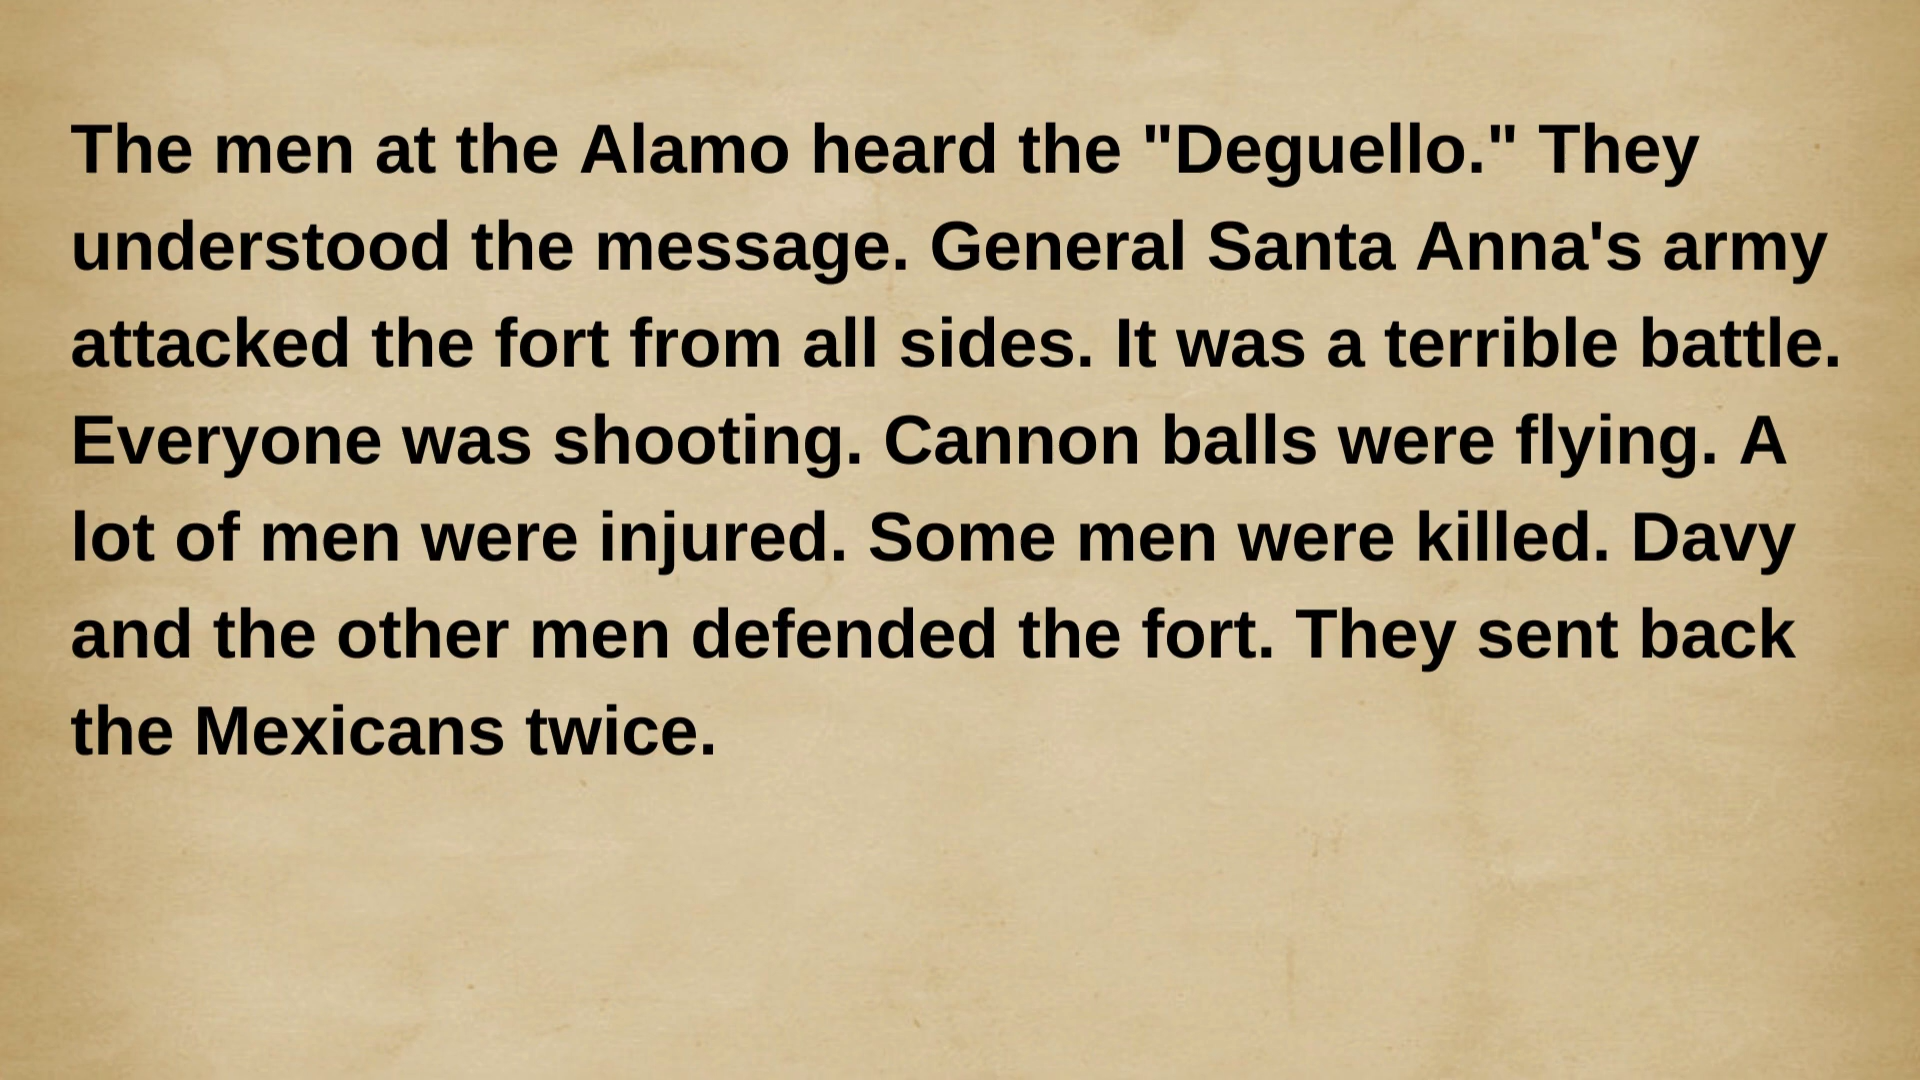 The men at the Alamo heard the "Deguello." They
understood the message. General Santa Anna's army
attacked the fort from all sides. It was a terrible battle.
Everyone was shooting. Cannon balls were flying. A
lot of men were injured. Some men were killed. Davy
and the other men defended the fort. They sent back
the Mexicans twice.